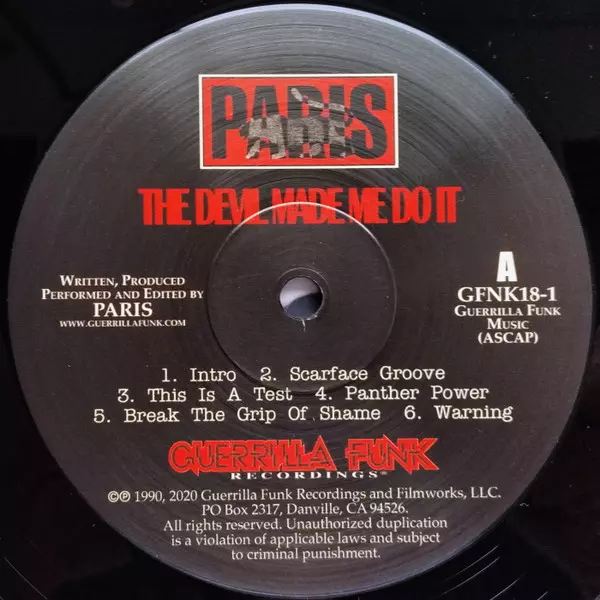 PARIS
THE DEVIL MADE ME DO IT
WRITTEN, PRODUCED
PERFORMED AND EDITED BY
PARIS
WWW.GUERRILLAFUNK.COM
A
GFNK18-1
GUERRILLA FUNK
MUSIC
(ASCAP)
1. Intro 2. Scarface Groove
3. This Is A Test 4. Panther Power
5. Break The Grip Of Shame 6. Warning
GUERRILLA FUNK
RECORDINGS®
©℗ 1990, 2020 Guerrilla Funk Recordings and Filmworks, LLC.
PO Box 2317, Danville, CA 94526.
All rights reserved. Unauthorized duplication
is a violation of applicable laws and subject
to criminal punishment.